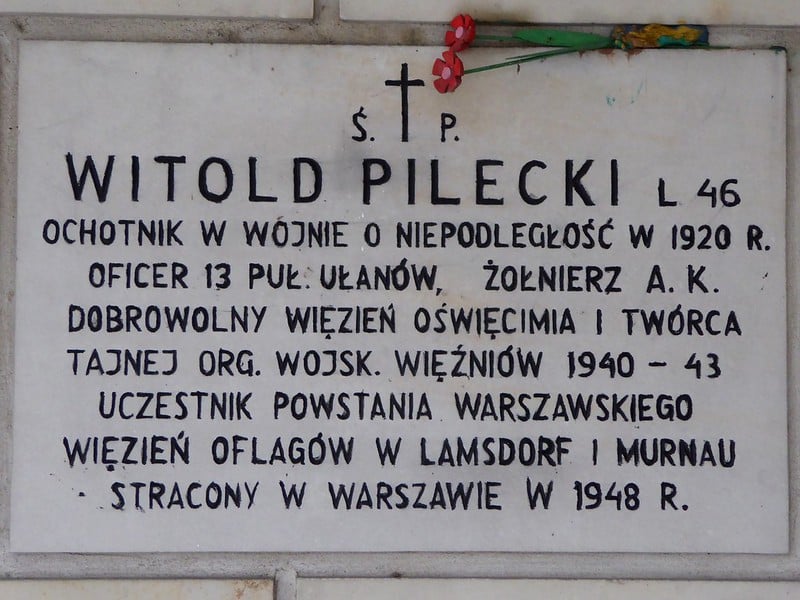 Ś. P.
WITOLD PILECKI L 46
OCHOTNIK W WOJNIE O NIEPODLEGŁOŚĆ W 1920 R.
OFICER 13 PUŁ. UŁANÓW, ŻOŁNIERZ A. K.
DOBROWOLNY WIĘZIEŃ OŚWIĘCIMIA I TWÓRCA
TAJNEJ ORG. WOJSK. WIĘŹNIÓW 1940 – 43
UCZESTNIK POWSTANIA WARSZAWSKIEGO
WIĘZIEŃ OFLAGÓW W LAMSDORF I MURNAU
STRACONY W WARSZAWIE W 1948 R.